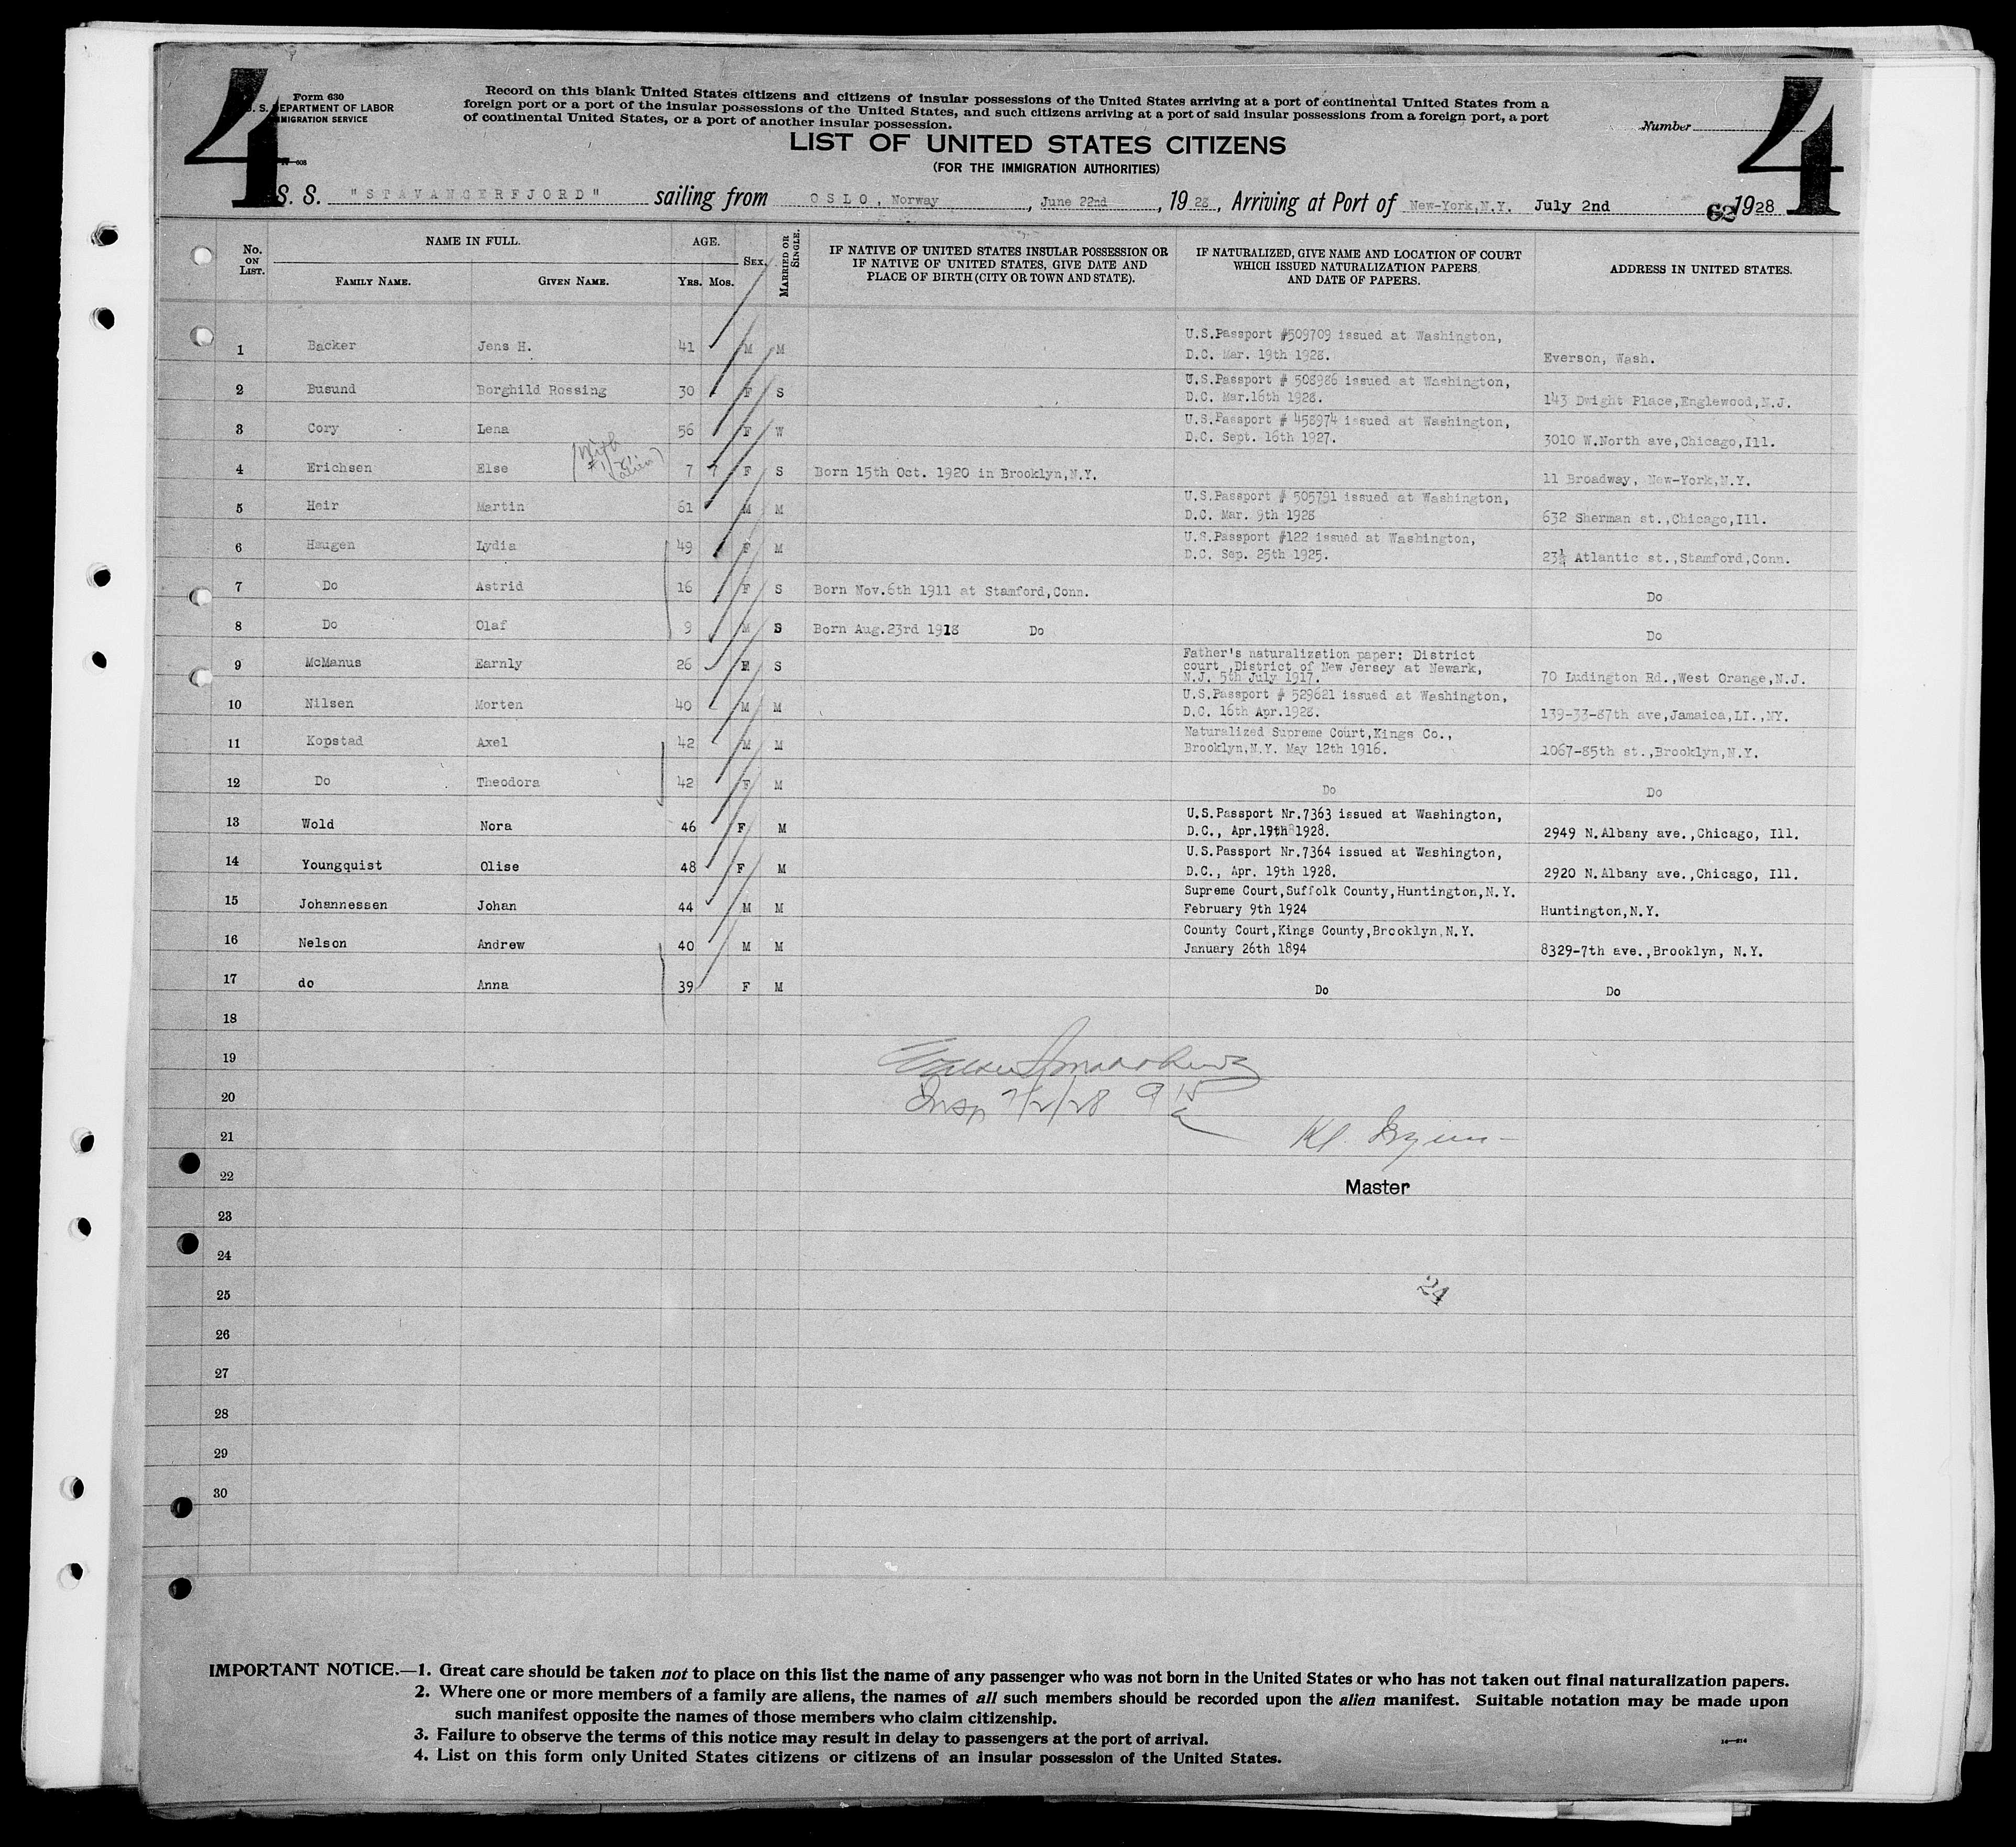 4
4
Form 630
U. S. DEPARTMENT OF LABOR
IMMIGRATION SERVICE
Record on this blank United States citizens and citizens of insular possessions of the United States arriving at a port of continental United States from a
foreign port or a port of the insular possessions of the United States, and such citizens arriving at a port of said insular possessions from a foreign port, a port
of continental United States, or a port of another insular possession.
Number
LIST OF UNITED STATES CITIZENS
(FOR THE IMMIGRATION AUTHORITIES)
S. S. "STAVANGERFJORD" sailing from OSLO, Norway, June 22nd, 1928, Arriving at Port of New-York,N.Y. July 2nd 62 1928
No. ON LIST. NAME IN FULL. AGE. SEX. MARRIED OR SINGLE. IF NATIVE OF UNITED STATES INSULAR POSSESSION OR IF NATIVE OF UNITED STATES, GIVE DATE AND PLACE OF BIRTH (CITY OR TOWN AND STATE). IF NATURALIZED, GIVE NAME AND LOCATION OF COURT WHICH ISSUED NATURALIZATION PAPERS, AND DATE OF PAPERS. ADDRESS IN UNITED STATES.
FAMILY NAME. GIVEN NAME. YRS. MOS.
1 Backer Jens H. 41 M M U.S.Passport #509709 issued at Washington, D.C. Mar. 19th 1928. Everson, Wash.
2 Busund Borghild Rossing 30 F S U.S.Passport # 508986 issued at Washington, D.C. Mar.16th 1928. 143 Dwight Place,Englewood,N.J.
3 Cory Lena 56 F W U.S.Passport # 458974 issued at Washington, D.C. Sept. 16th 1927. 3010 W.North ave,Chicago,Ill.
4 Erichsen Else 7 7 F S Born 15th Oct. 1920 in Brooklyn,N.Y. 11 Broadway, New-York,N.Y.
5 Heir Martin 61 M M U.S.Passport # 505791 issued at Washington, D.C. Mar. 9th 1928 632 Sherman st.,Chicago,Ill.
6 Haugen Lydia 49 F M U.S.Passport #122 issued at Washington, D.C. Sep. 25th 1925. 23½ Atlantic st.,Stamford,Conn.
7 Do Astrid 16 F S Born Nov.6th 1911 at Stamford,Conn. Do
8 Do Olaf 9 M S Born Aug.23rd 1918 Do Do
9 McManus Earnly 26 S Father's naturalization paper: District court ,District of New Jersey at Newark, N.J. 5th July 1917. 70 Ludington Rd.,West Orange,N.J.
10 Nilsen Morten 40 M M U.S.Passport # 529621 issued at Washington, D.C. 16th Apr.1928. 139-33-87th ave,Jamaica,LI.,NY.
11 Kopstad Axel 42 M M Naturalized Supreme Court,Kings Co., Brooklyn,N.Y. May 12th 1916. 1067-85th st.,Brooklyn,N.Y.
12 Do Theodora 42 F M Do Do
13 Wold Nora 46 F M U.S.Passport Nr.7363 issued at Washington, D.C., Apr.19th 1928. 2949 N.Albany ave.,Chicago, Ill.
14 Youngquist Olise 48 F M U.S.Passport Nr.7364 issued at Washington, D.C., Apr. 19th 1928. 2920 N.Albany ave.,Chicago, Ill.
15 Johannessen Johan 44 M M Supreme Court,Suffolk County,Huntington,N.Y. February 9th 1924 Huntington,N.Y.
16 Nelson Andrew 40 M M County Court,Kings County,Brooklyn,N.Y. January 26th 1894 8329-7th ave.,Brooklyn, N.Y.
17 do Anna 39 F M Do Do
18
19
20 Insp 7/2/28 9 15 a
21
22 Master
23
24
25 24
26
27
28
29
30
IMPORTANT NOTICE.—1. Great care should be taken not to place on this list the name of any passenger who was not born in the United States or who has not taken out final naturalization papers.
2. Where one or more members of a family are aliens, the names of all such members should be recorded upon the alien manifest. Suitable notation may be made upon
such manifest opposite the names of those members who claim citizenship.
3. Failure to observe the terms of this notice may result in delay to passengers at the port of arrival.
4. List on this form only United States citizens or citizens of an insular possession of the United States.